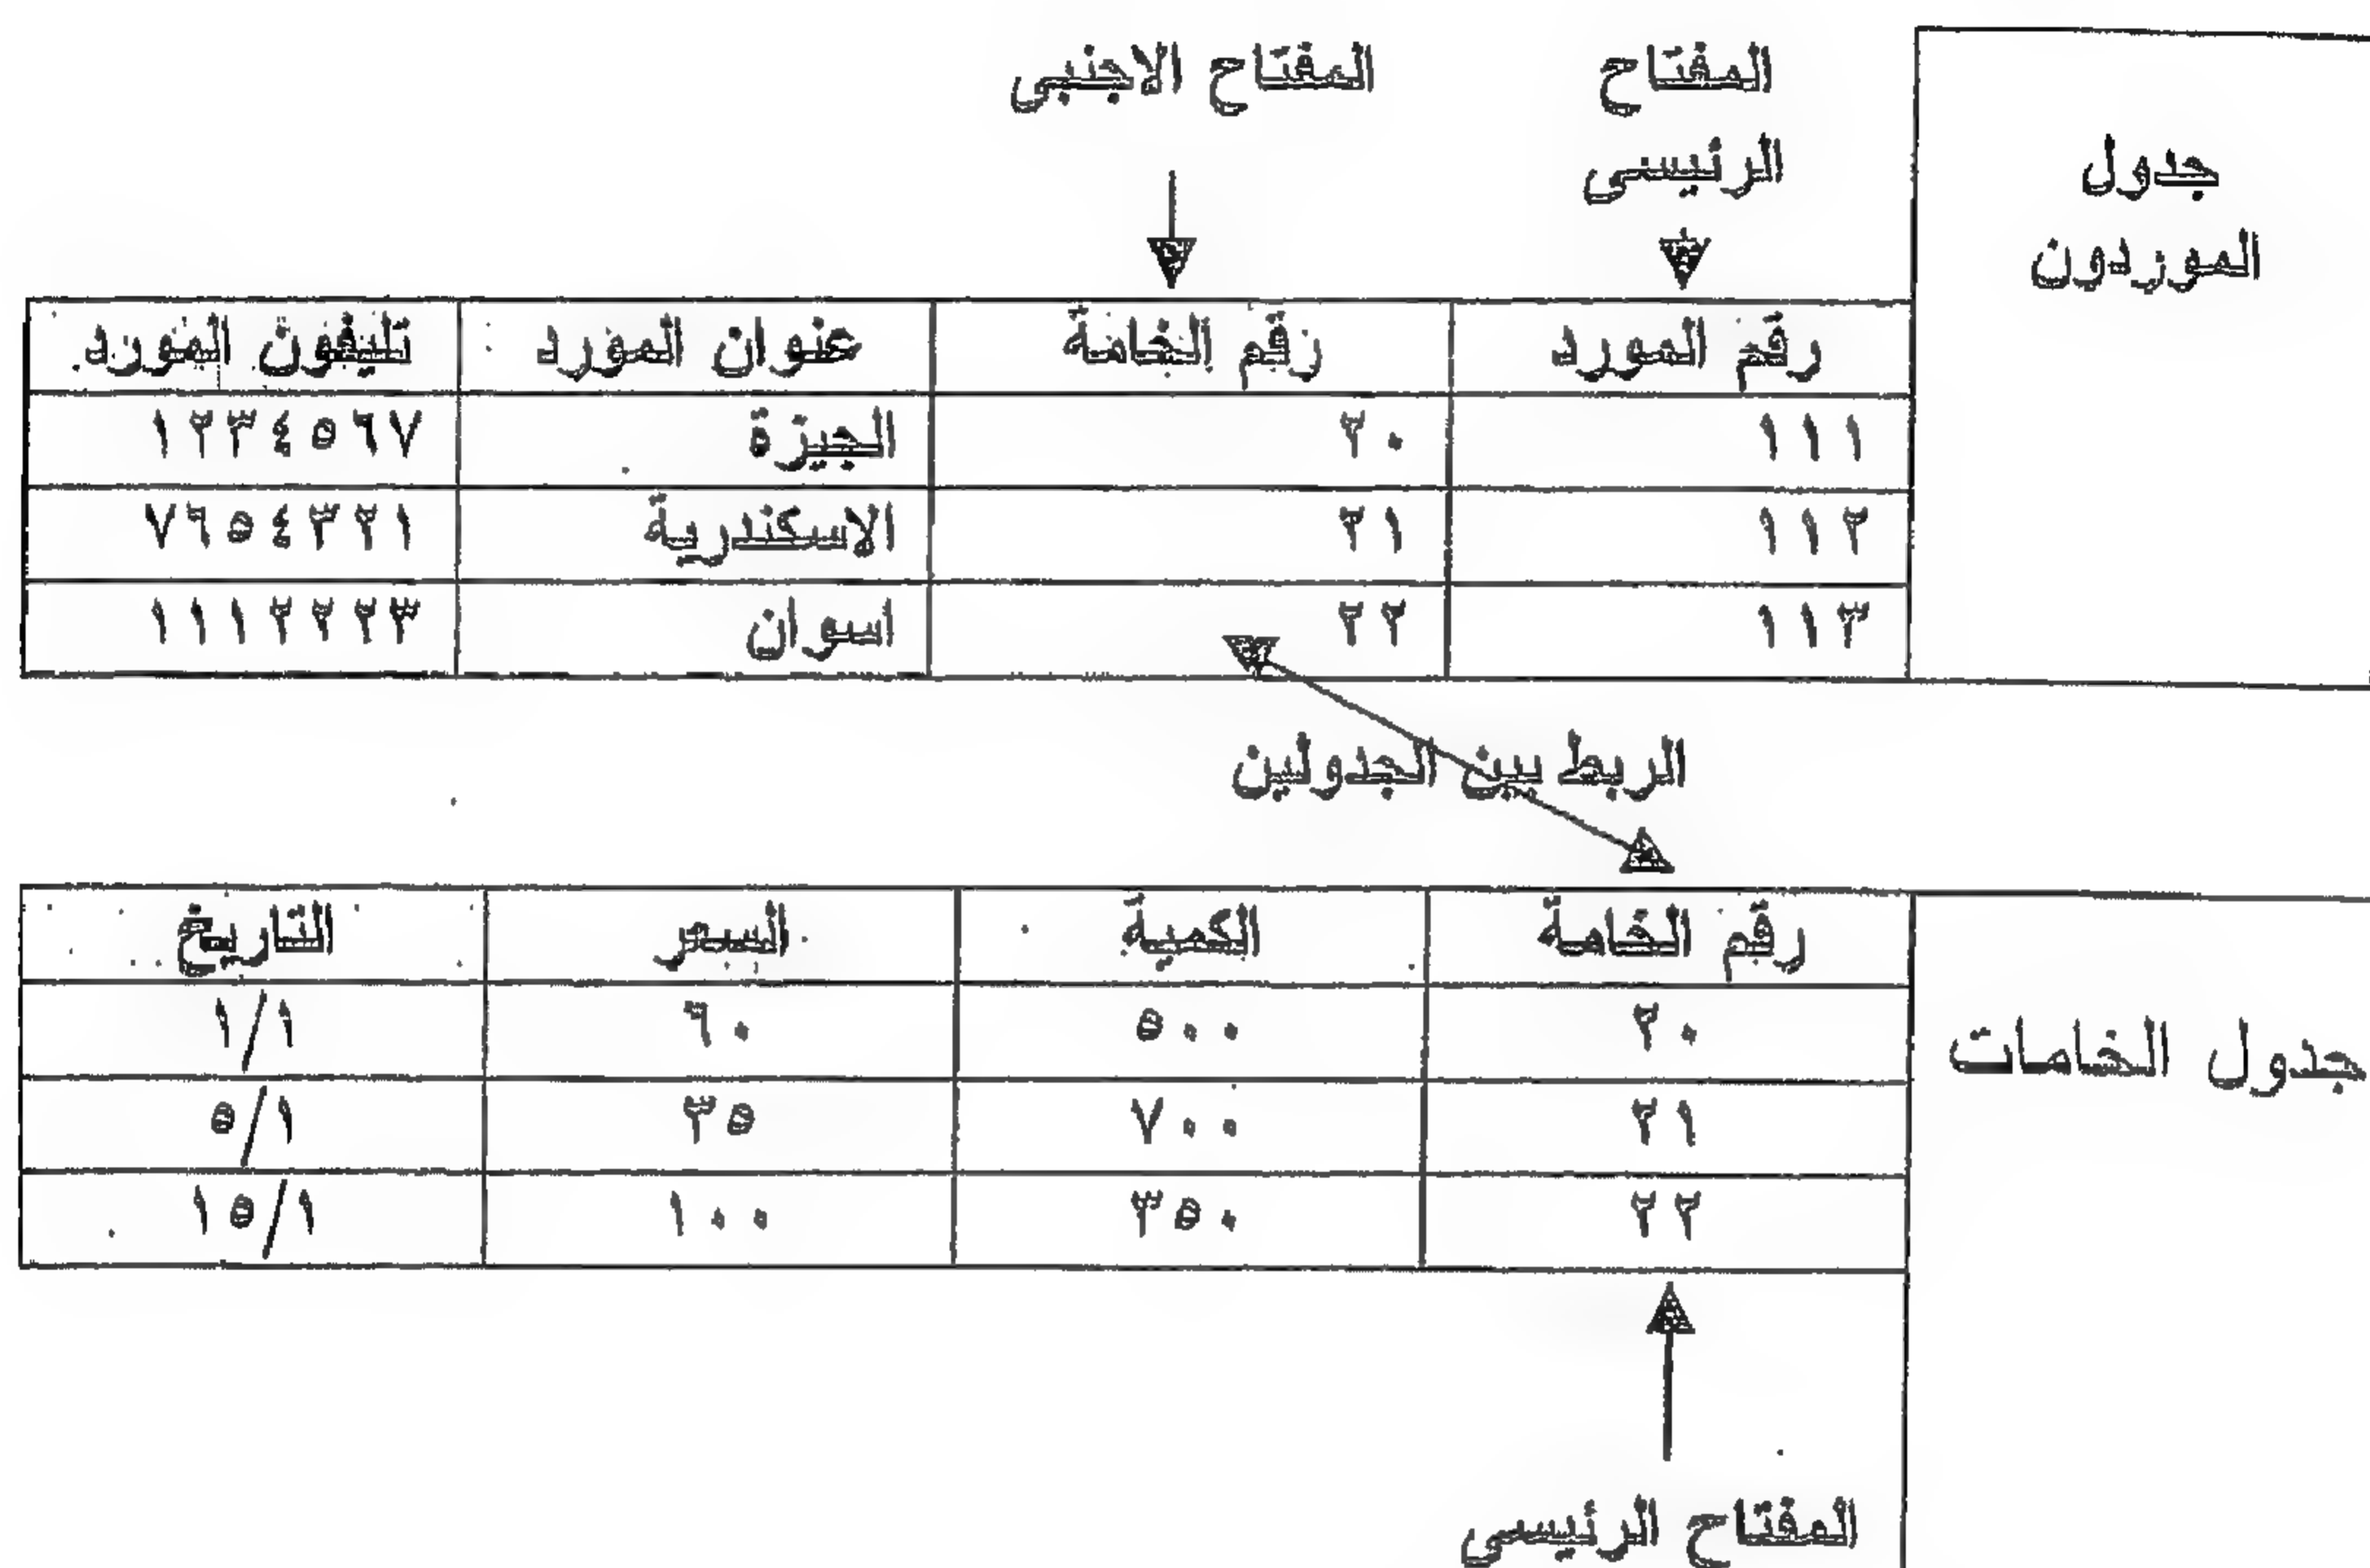 جدول
الموردون
المفتاح
الرئيسى
المفتاح الاجنبى
رقم المورد رقم الخامة عنوان المورد تليفون المورد
١١١ ٢٠ الجيزة ١٢٣٤٥٦٧
١١٢ ٢١ الاسكندرية ٧٦٥٤٣٢١
١١٣ ٢٢ اسوان ١١١٢٢٢٣
الربط بين الجدولين
جدول الخامات
رقم الخامة الكمية السعر التاريخ
٢٠ ٥٠٠ ٦٠ ١/١
٢١ ٧٠٠ ٣٥ ٥/١
٢٢ ٣٥٠ ١٠٠ ١٥/١
المفتاح الرئيسى